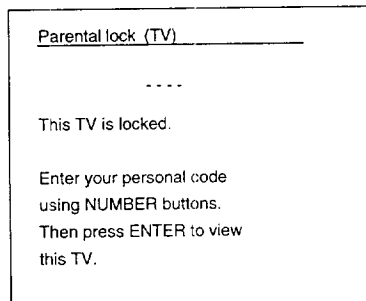 Parental lock (TV)
- - - -
This TV is locked.
Enter your personal code
using NUMBER buttons.
Then press ENTER to view
this TV.